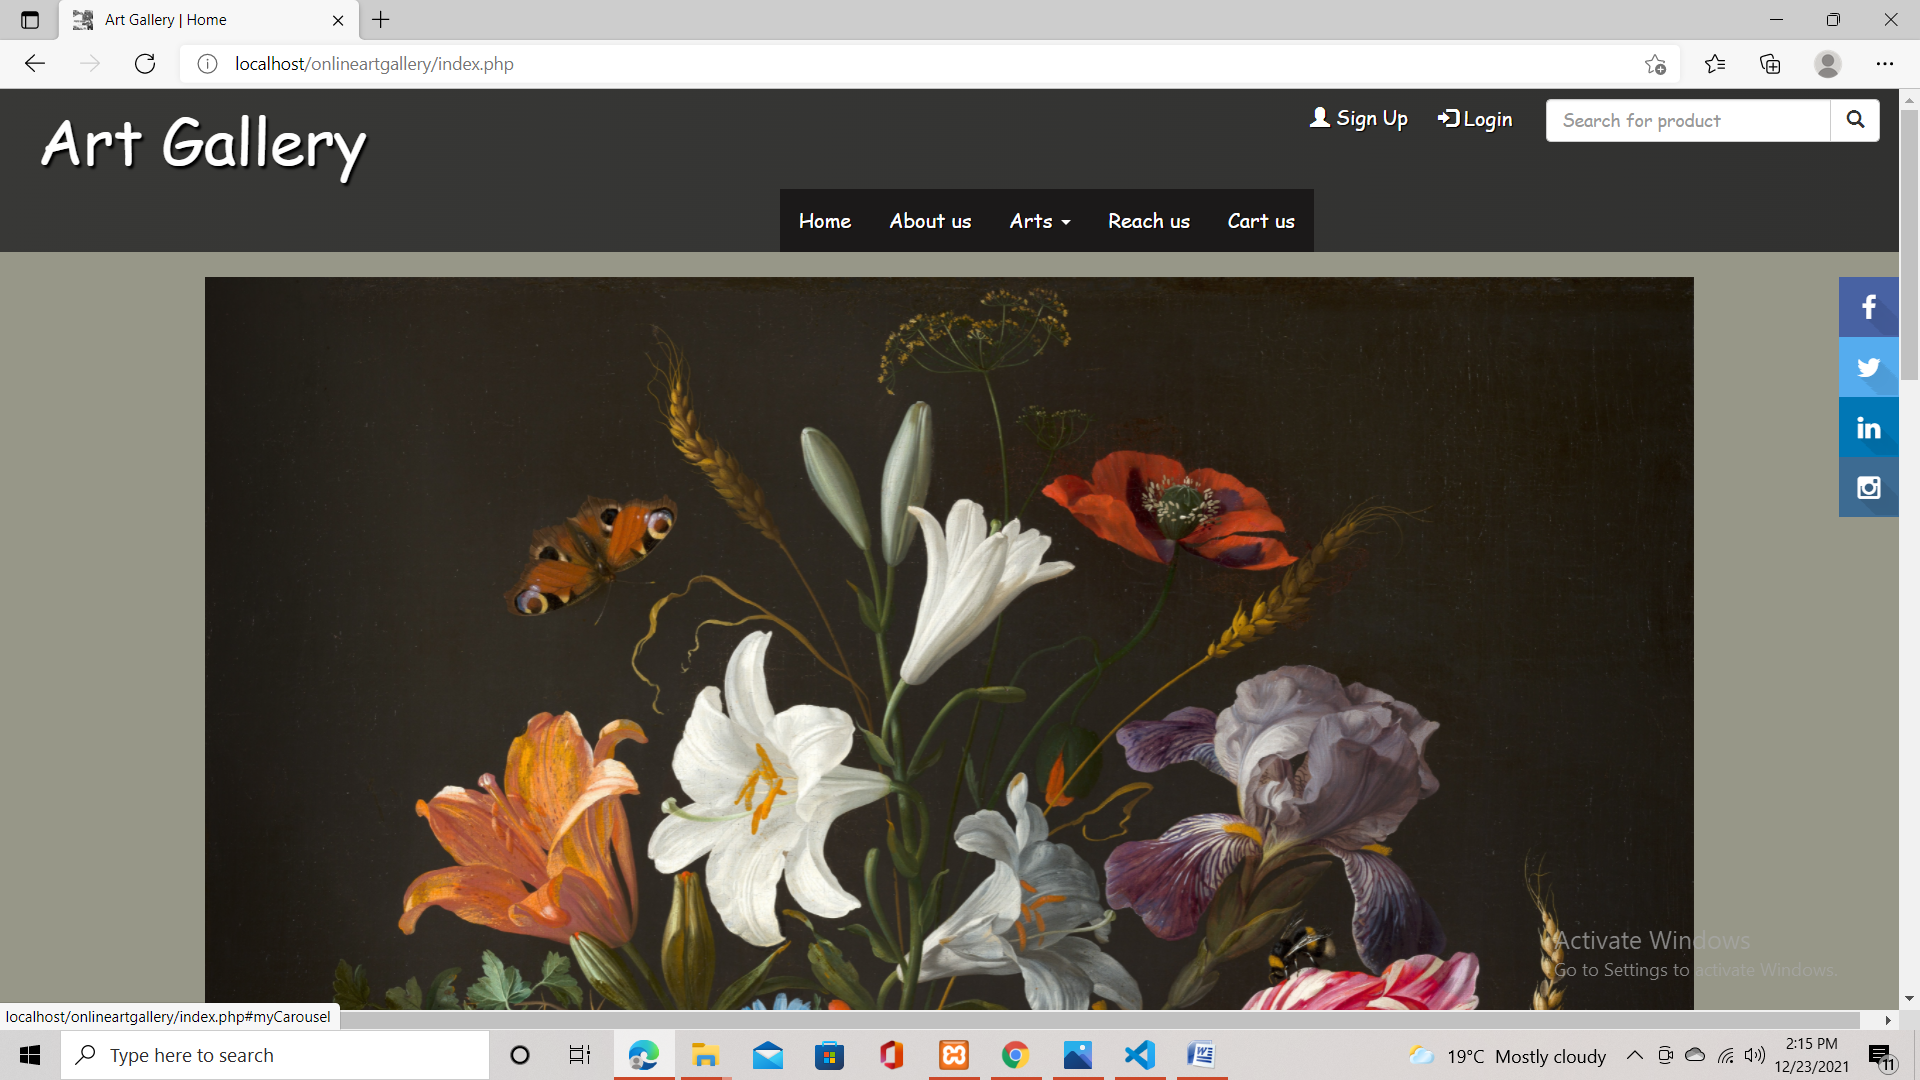 Art Gallery | Home
localhost/onlineartgallery/index.php
Art Gallery
Sign Up
Login
Search for product
Home
About us
Arts
Reach us
Cart us
f
in
Activate Windows
Go to Settings to activate Windows.
localhost/onlineartgallery/index.php#myCarousel
Type here to search
W
19°C Mostly cloudy
2:15 PM
12/23/2021
11